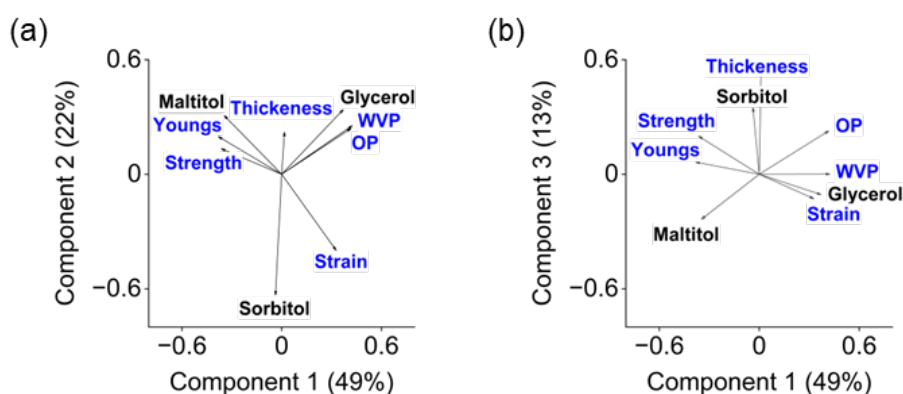 (a)
0.6
0
−0.6
Component 2 (22%)
Maltitol
Thickeness
Glycerol
Youngs
WVP
OP
Strength
Strain
Sorbitol
−0.6
0
0.6
Component 1 (49%)
(b)
0.6
0
−0.6
Component 3 (13%)
Thickeness
Sorbitol
Strength
OP
Youngs
WVP
Glycerol
Strain
Maltitol
−0.6
0
0.6
Component 1 (49%)